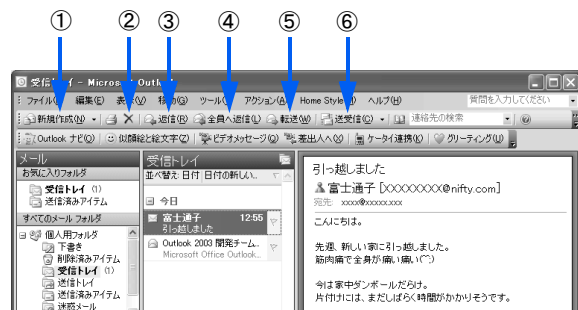 ① ② ③ ④ ⑤ ⑥
受信トレイ - Microsoft Outlook
ファイル(F) 編集(E) 表示(V) 移動(G) ツール(T) アクション(A) Home Style(M) ヘルプ(H) 質問を入力してください
新規作成(N) 返信(R) 全員へ返信(L) 転送(W) 送受信(C) 連絡先の検索
Outlook ナビ(O) 似顔絵と絵文字(Z) ビデオメッセージ(Q) 差出人へ(X) ケータイ連携(K) グリーティング(U)
メール
お気に入りフォルダ
受信トレイ (1)
送信済みアイテム
すべてのメール フォルダ
個人用フォルダ
下書き
削除済みアイテム
受信トレイ (1)
送信トレイ
送信済みアイテム
迷惑メール
受信トレイ
並べ替え: 日付 日付の新しい..
今日
富士通子 12:55
引っ越しました
Outlook 2003 開発チーム..
Microsoft Office Outlook...
引っ越しました
富士通子 [XXXXXXXX@nifty.com]
宛先: xxxx@xxxxxxxx
こんにちは。
先週、新しい家に引っ越しました。
筋肉痛で全身が痛い痛い(^^;)
今は家中ダンボールだらけ。
片付けには、まだしばらく時間がかかりそうです。